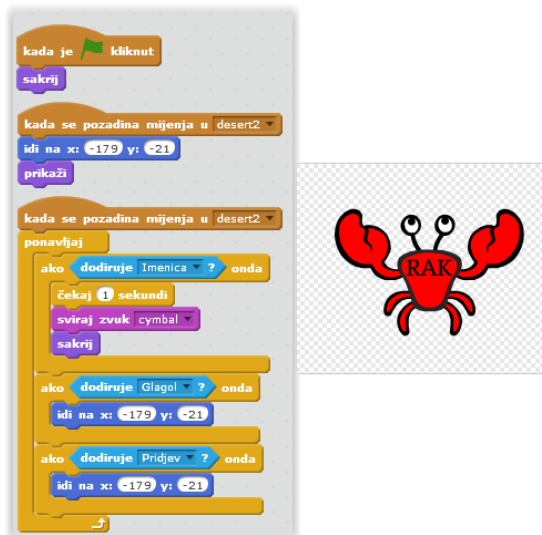 kada je kliknut
sakrij
kada se pozadina mijenja u desert2
idi na x: -179 y: -21
prikaži
kada se pozadina mijenja u desert2
ponavljaj
ako dodiruje Imenica ? onda
čekaj 1 sekundi
sviraj zvuk cymbal
sakrij
ako dodiruje Glagol ? onda
idi na x: -179 y: -21
ako dodiruje Pridjev ? onda
idi na x: -179 y: -21
RAK